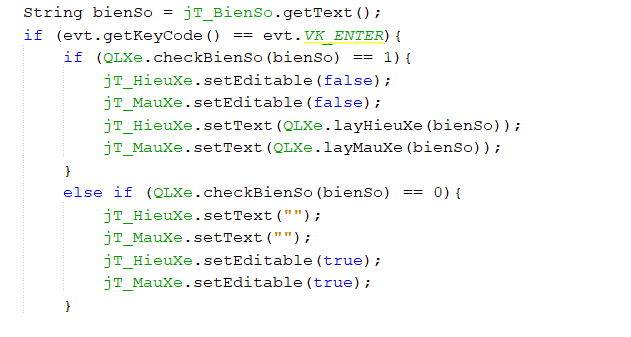 String bienSo = jT_BienSo.getText();
if (evt.getKeyCode() == evt.VK_ENTER){
    if (QLXe.checkBienSo(bienSo) == 1){
        jT_HieuXe.setEditable(false);
        jT_MauXe.setEditable(false);
        jT_HieuXe.setText(QLXe.layHieuXe(bienSo));
        jT_MauXe.setText(QLXe.layMauXe(bienSo));
    }
    else if (QLXe.checkBienSo(bienSo) == 0){
        jT_HieuXe.setText("");
        jT_MauXe.setText("");
        jT_HieuXe.setEditable(true);
        jT_MauXe.setEditable(true);
    }